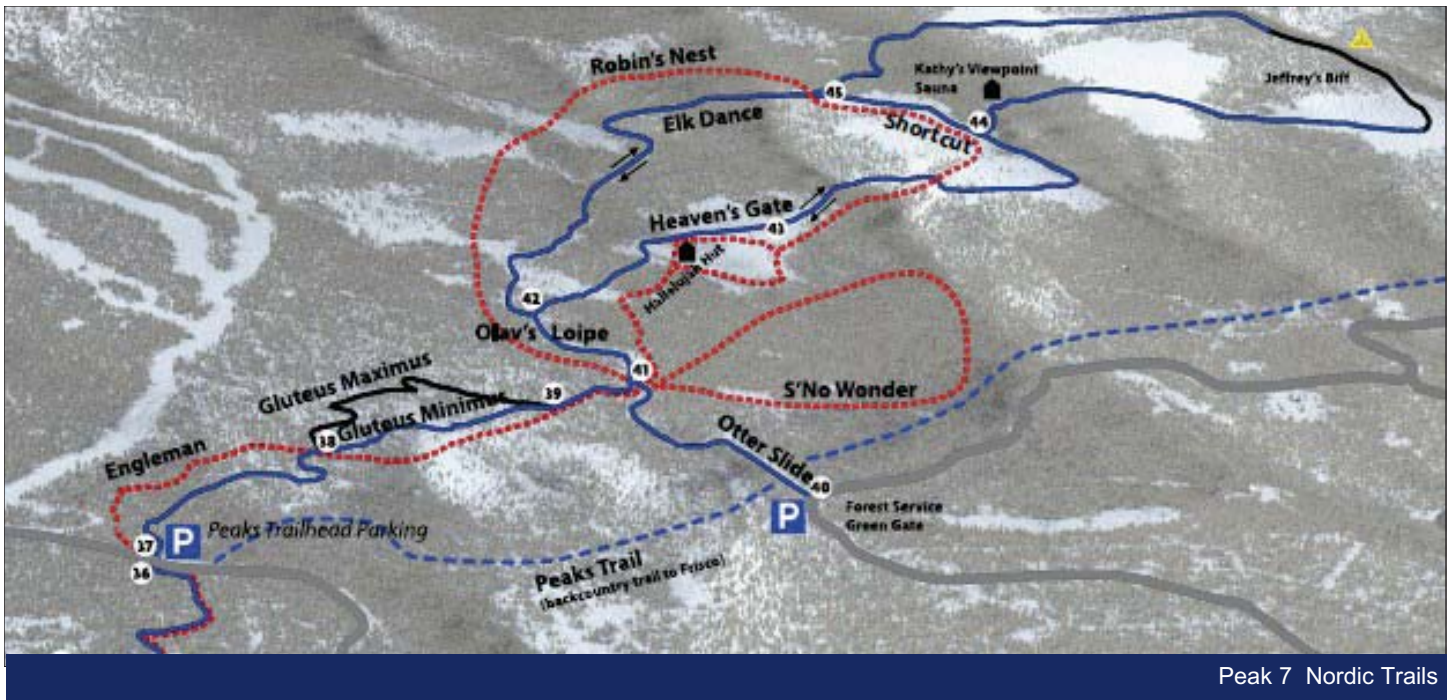 Robin's Nest
45
Kathy's Viewpoint
Sauna
Jeffrey's Biff
Elk Dance
Shortcut
44
Heaven's Gate
43
Hallelujah Hut
42
Olav's Loipe
41
S'No Wonder
Gluteus Maximus
39
Gluteus Minimus
38
Engleman
Otter Slide
40
P
Forest Service
Green Gate
37
P
Peaks Trailhead Parking
36
Peaks Trail
(backcountry trail to Frisco)
Peak 7 Nordic Trails